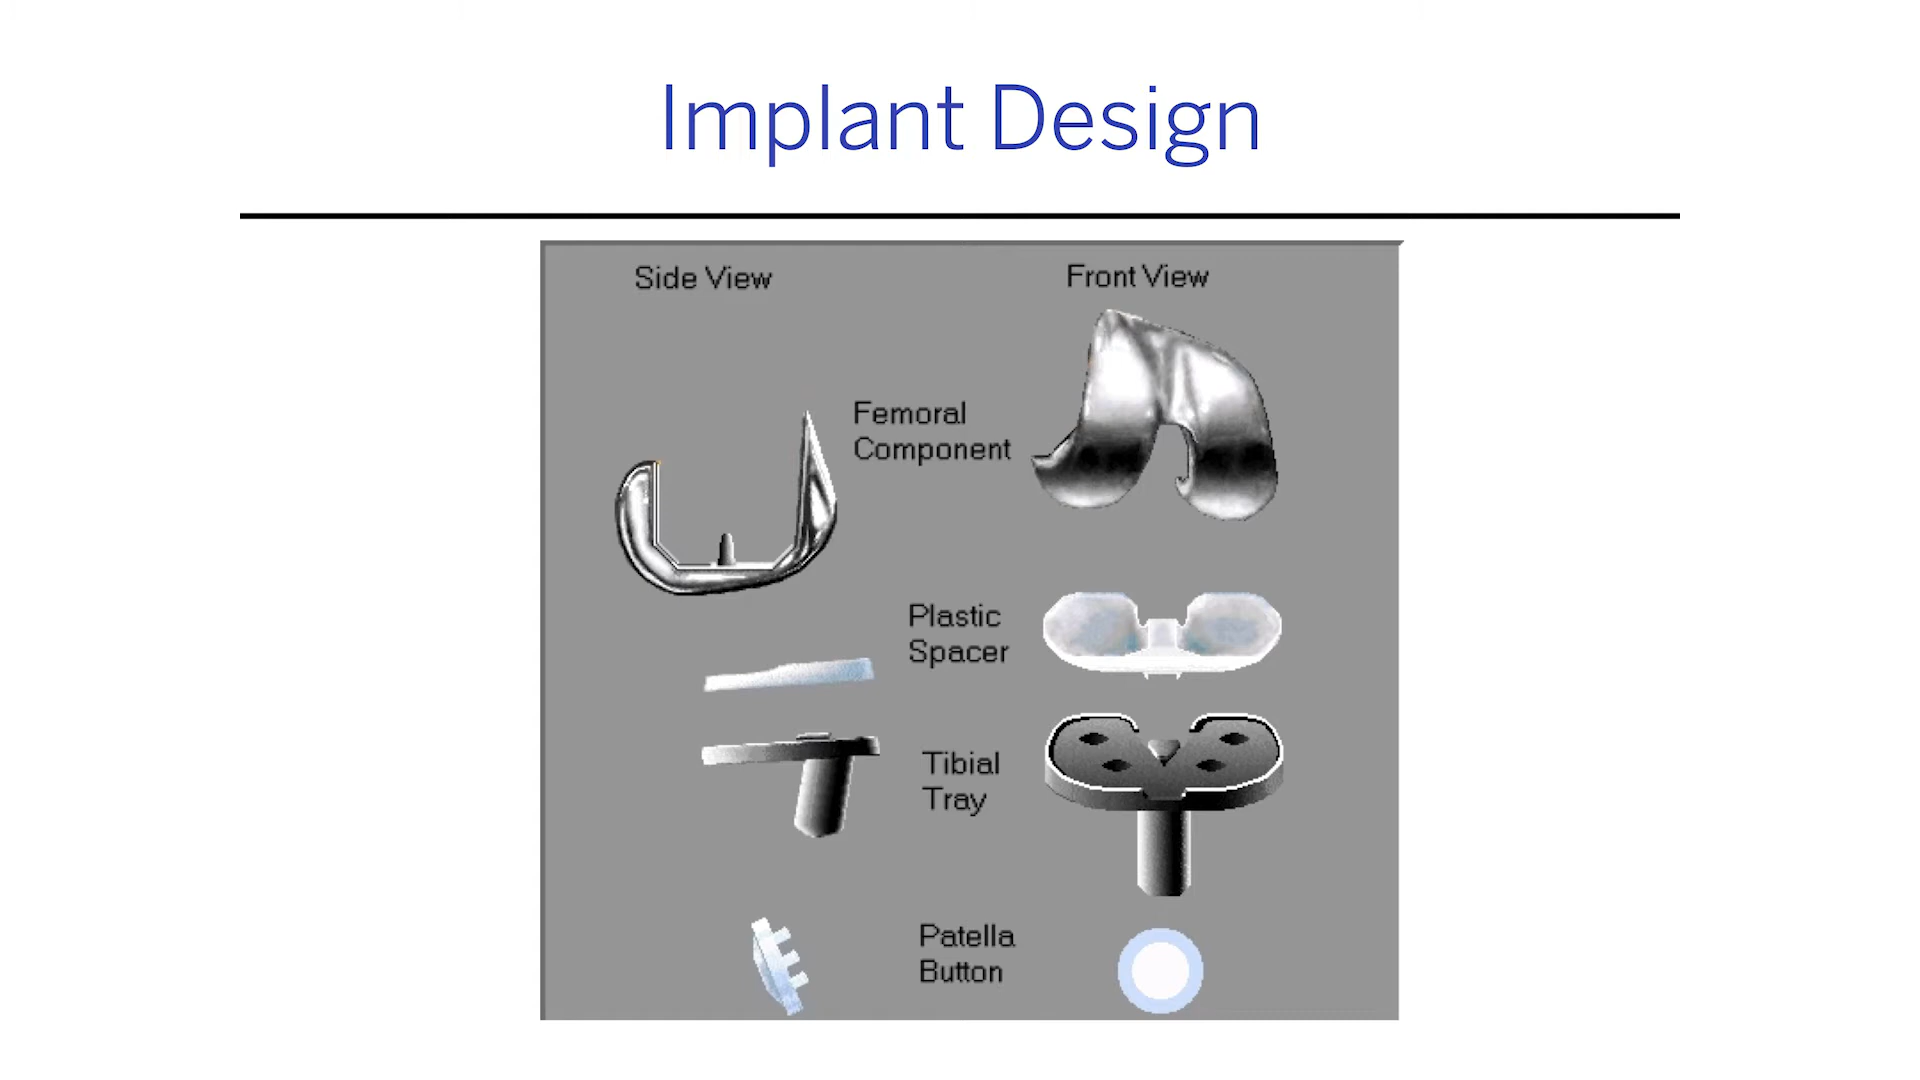 Implant Design
Side View
Front View
Femoral
Component
Plastic
Spacer
Tibial
Tray
Patella
Button